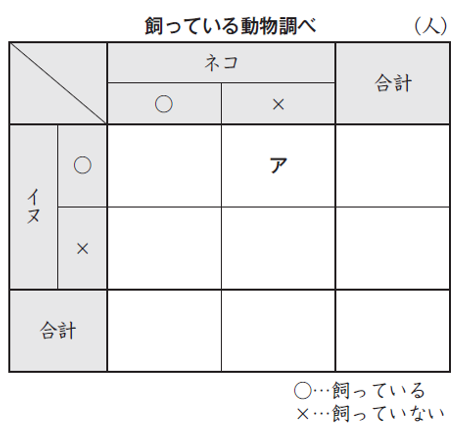 飼っている動物調べ (人)
ネコ 合計
○ ×
イヌ ○ ア
×
合計
○…飼っている
×…飼っていない